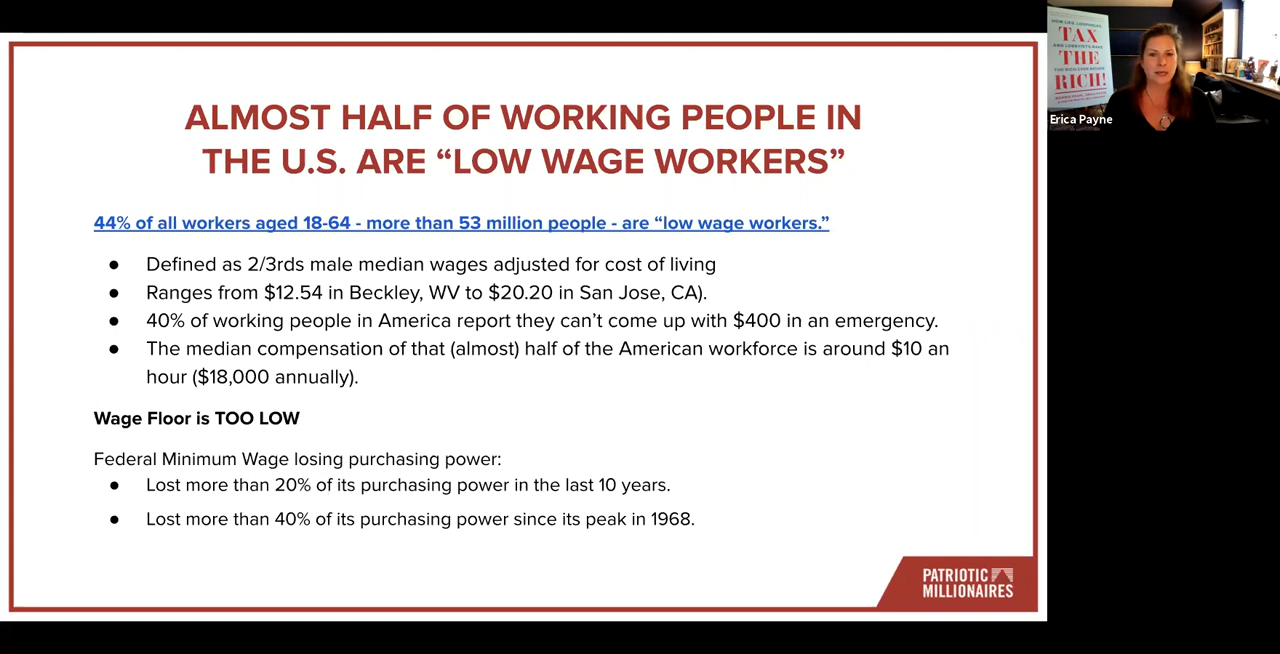 ALMOST HALF OF WORKING PEOPLE IN
THE U.S. ARE “LOW WAGE WORKERS”
44% of all workers aged 18-64 - more than 53 million people - are “low wage workers.”
● Defined as 2/3rds male median wages adjusted for cost of living
● Ranges from $12.54 in Beckley, WV to $20.20 in San Jose, CA).
● 40% of working people in America report they can’t come up with $400 in an emergency.
● The median compensation of that (almost) half of the American workforce is around $10 an
hour ($18,000 annually).
Wage Floor is TOO LOW
Federal Minimum Wage losing purchasing power:
● Lost more than 20% of its purchasing power in the last 10 years.
● Lost more than 40% of its purchasing power since its peak in 1968.
PATRIOTIC
MILLIONAIRES
TAX
THE
RICH!
Erica Payne